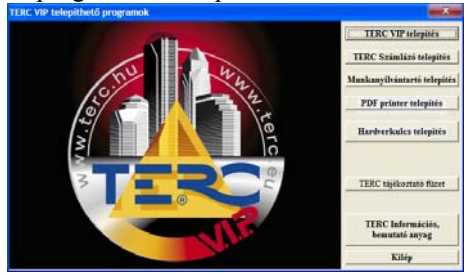 TERC VIP telepíthető programok
TERC VIP telepítés
TERC Számlázó telepítés
Munkanyilvántartó telepítés
PDF printer telepítés
Hardverkulcs telepítés
TERC tájékoztató füzet
TERC Információs,
bemutató anyag
Kilép
www.terc.hu
www.terc.eu
TERC
®
V.I.P.